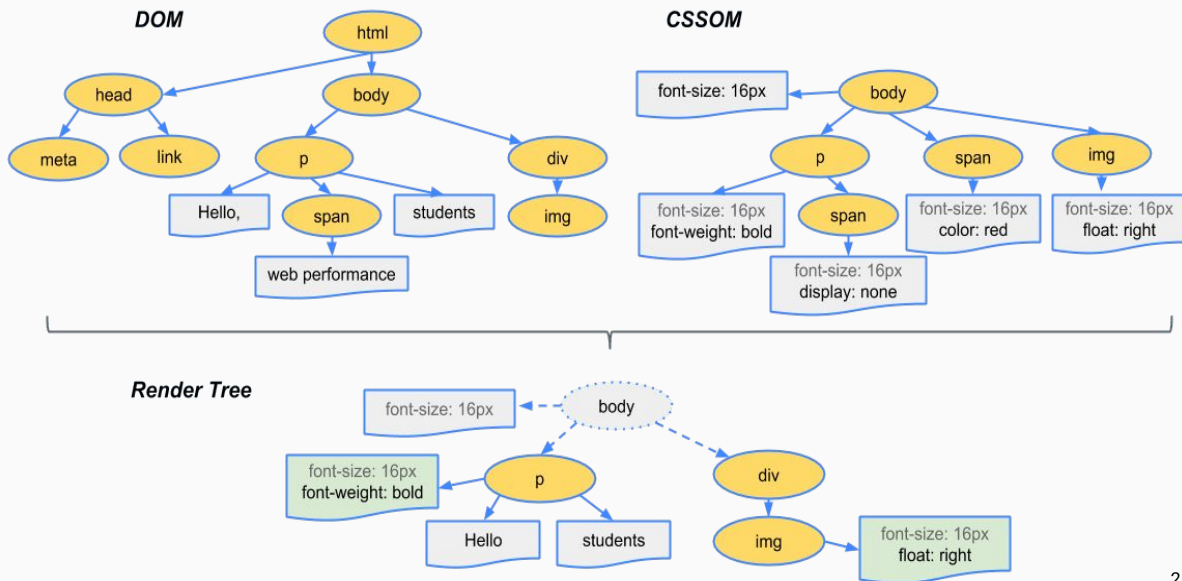 DOM
CSSOM
html
head
body
meta
link
p
div
Hello,
span
students
img
web performance
font-size: 16px
body
p
span
img
font-size: 16px
font-weight: bold
span
font-size: 16px
color: red
font-size: 16px
float: right
font-size: 16px
display: none
Render Tree
font-size: 16px
body
font-size: 16px
font-weight: bold
p
div
Hello
students
img
font-size: 16px
float: right
2